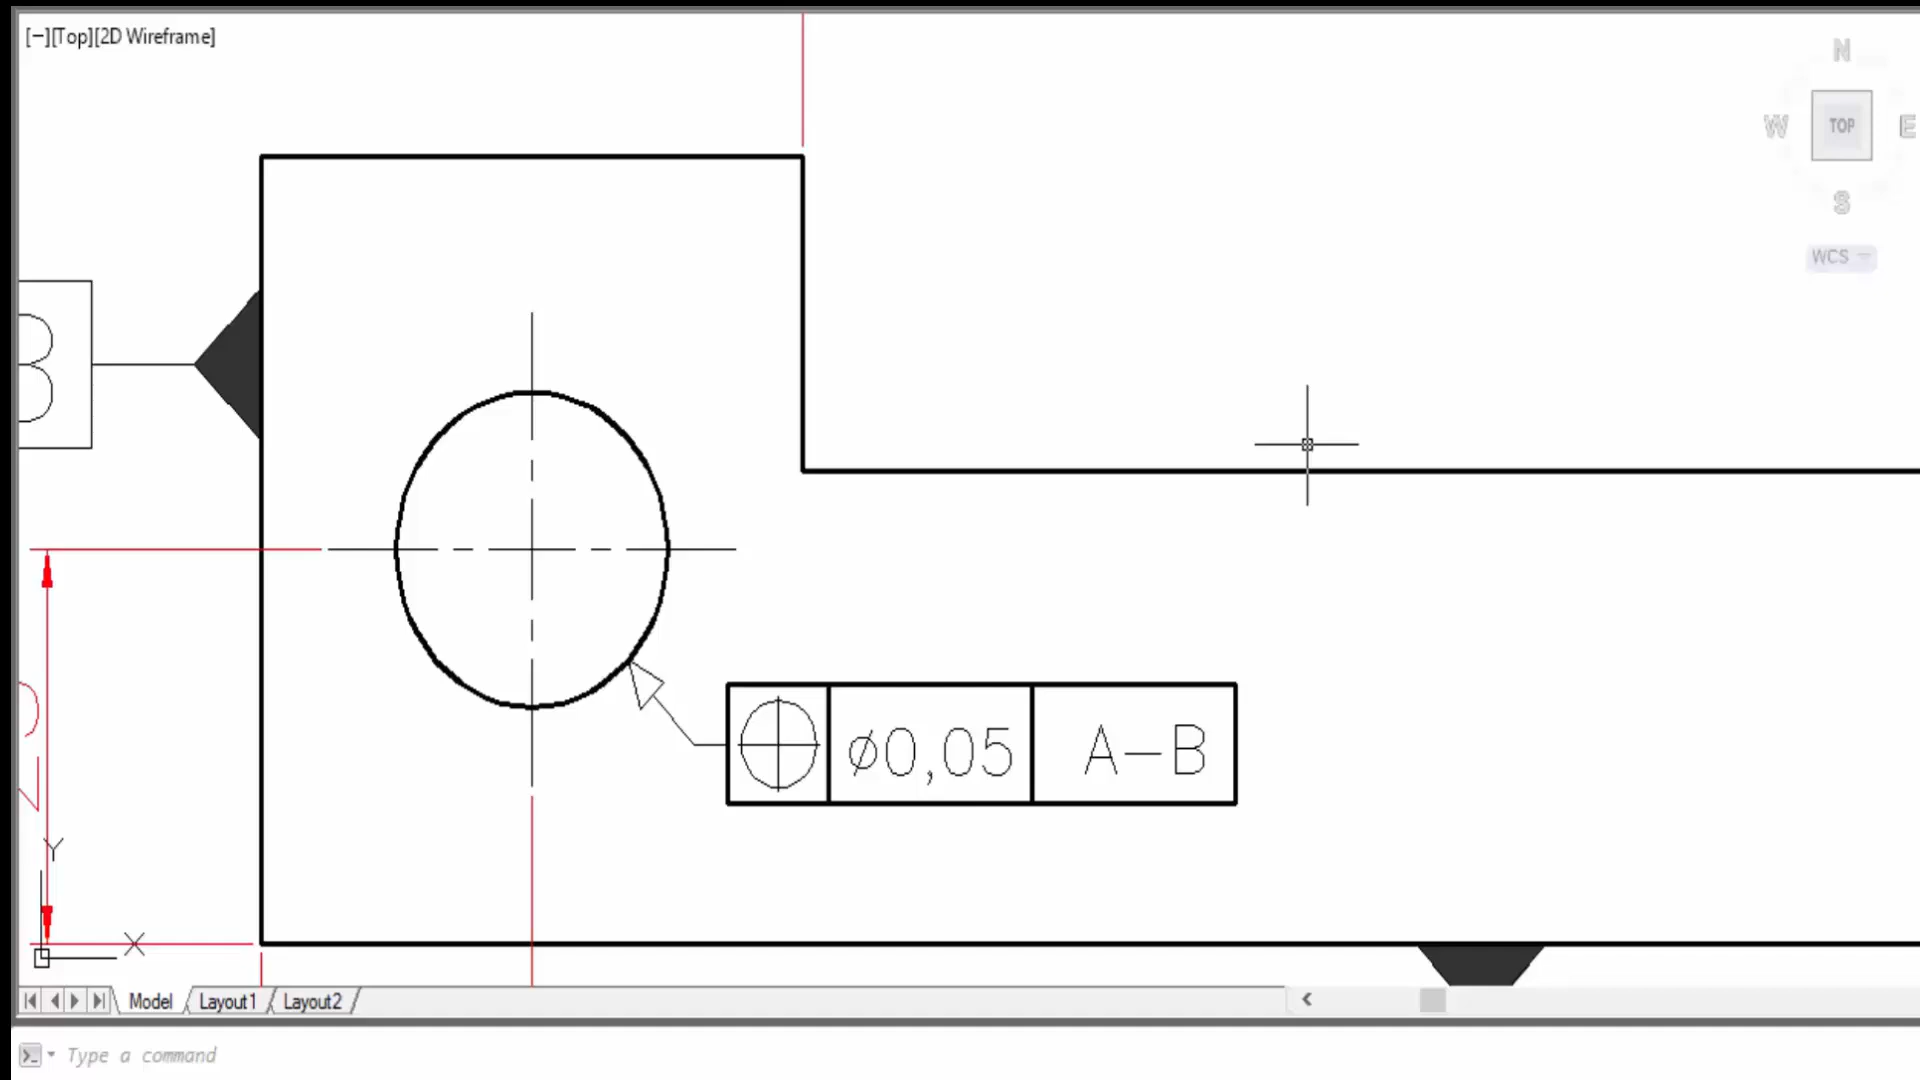 [−][Top][2D Wireframe]
N
W TOP E
S
WCS
B
⌀0,05 A–B
Y
X
Model Layout1 Layout2
Type a command